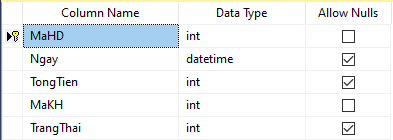 Column Name Data Type Allow Nulls
MaHD int
Ngay datetime
TongTien int
MaKH int
TrangThai int